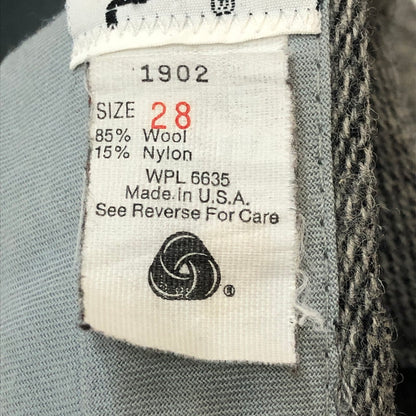 ®
1902
SIZE 28
85% Wool
15% Nylon
WPL 6635
Made in U.S.A.
See Reverse For Care
®